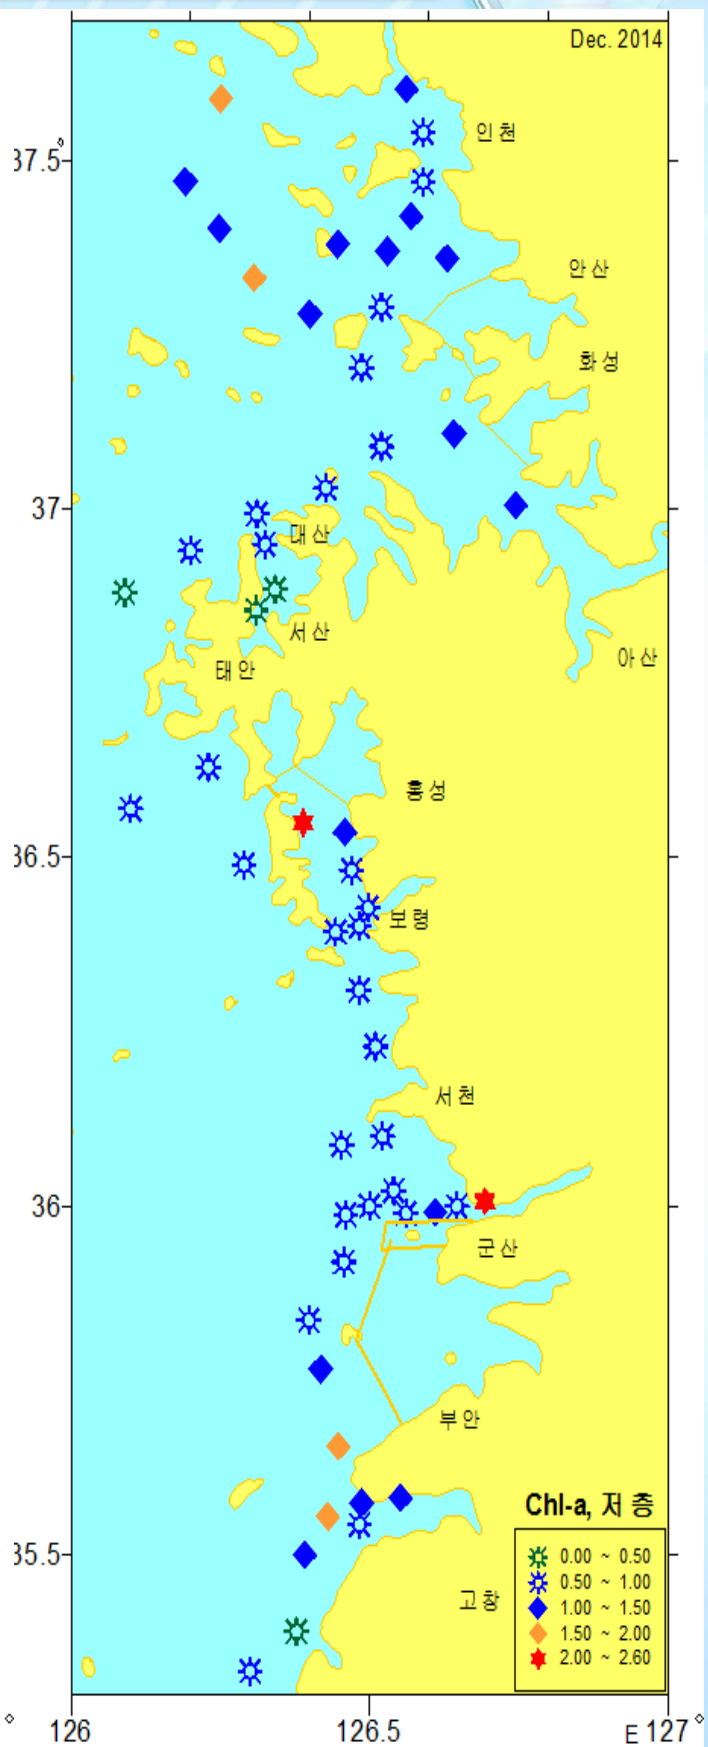 Dec. 2014
인천
37.5
안산
화성
37
대산
서산
아산
태안
홍성
36.5
보령
서천
36
군산
부안
Chl-a, 저 층
0.00 ~ 0.50
0.50 ~ 1.00
1.00 ~ 1.50
1.50 ~ 2.00
2.00 ~ 2.60
35.5
고창
126
126.5
E 127